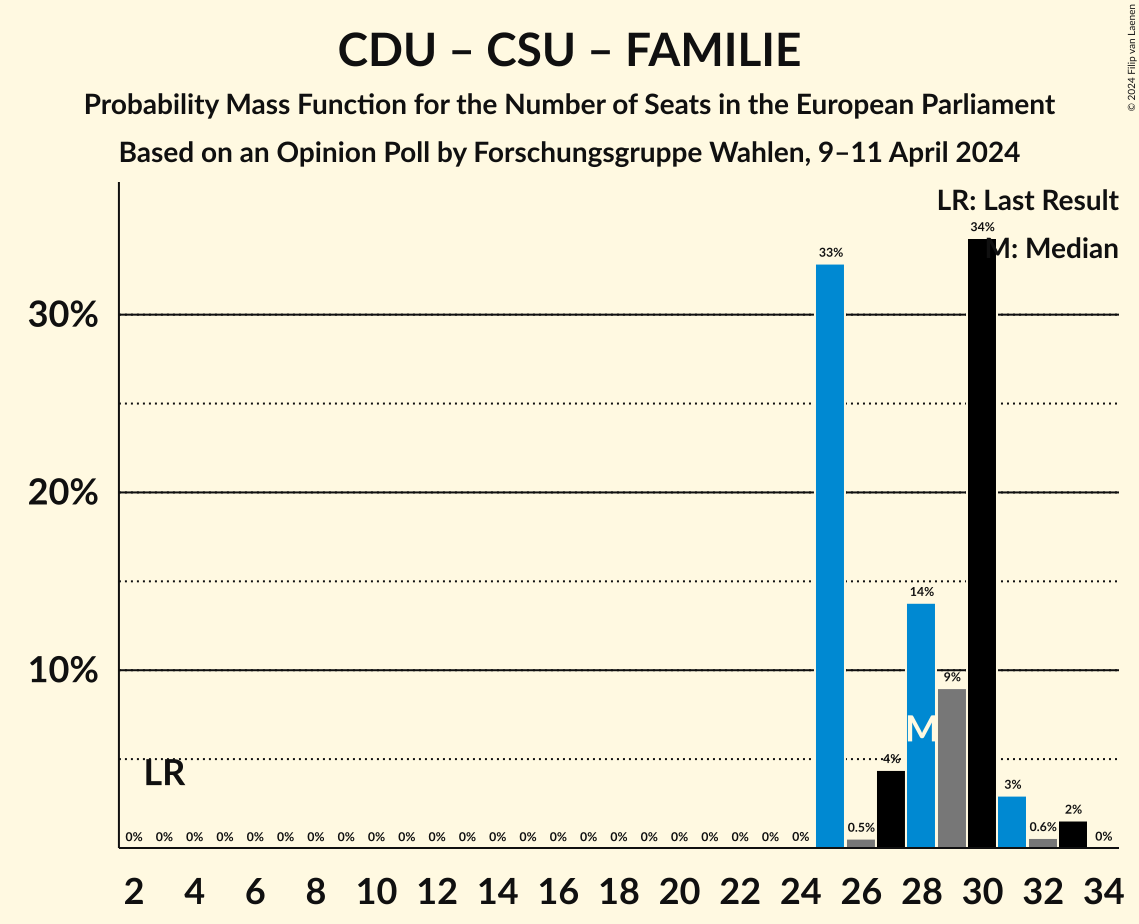 CDU – CSU – FAMILIE
Probability Mass Function for the Number of Seats in the European Parliament
Based on an Opinion Poll by Forschungsgruppe Wahlen, 9–11 April 2024
© 2024 Filip van Laenen
LR: Last Result
M: Median
34%
33%
30%
20%
14%
10%
9%
M
4%
LR
3%
2%
0% 0% 0% 0% 0% 0% 0% 0% 0% 0% 0% 0% 0% 0% 0% 0% 0% 0% 0% 0% 0% 0% 0% 0.5% 0.6% 0%
2 4 6 8 10 12 14 16 18 20 22 24 26 28 30 32 34